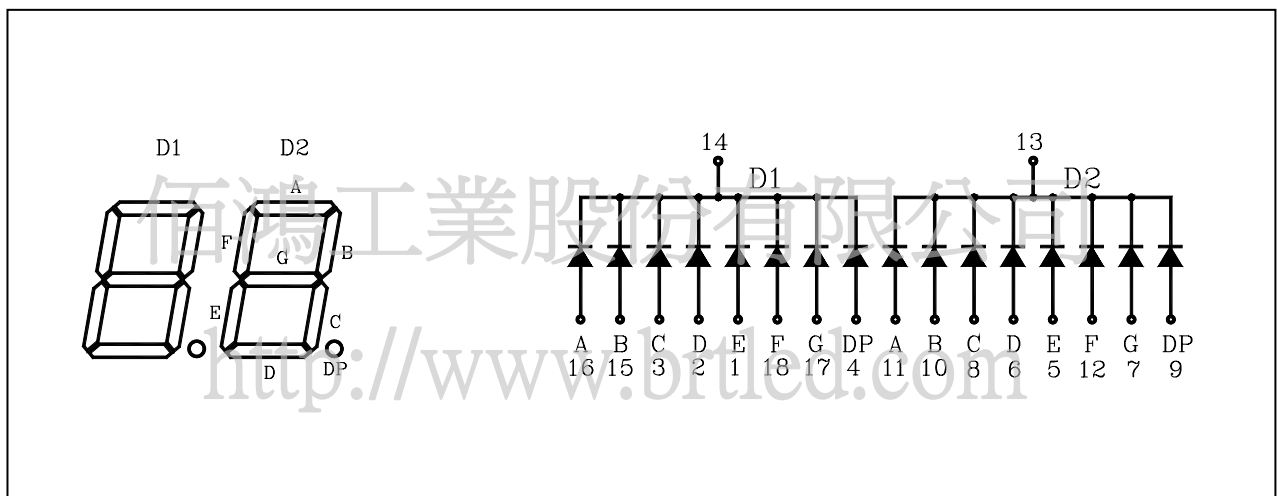 D1 D2
A
F B
G
E C
D DP
14 13
D1 D2
A B C D E F G DP A B C D E F G DP
16 15 3 2 1 18 17 4 11 10 8 6 5 12 7 9
佰鴻工業股份有限公司
http://www.brtled.com